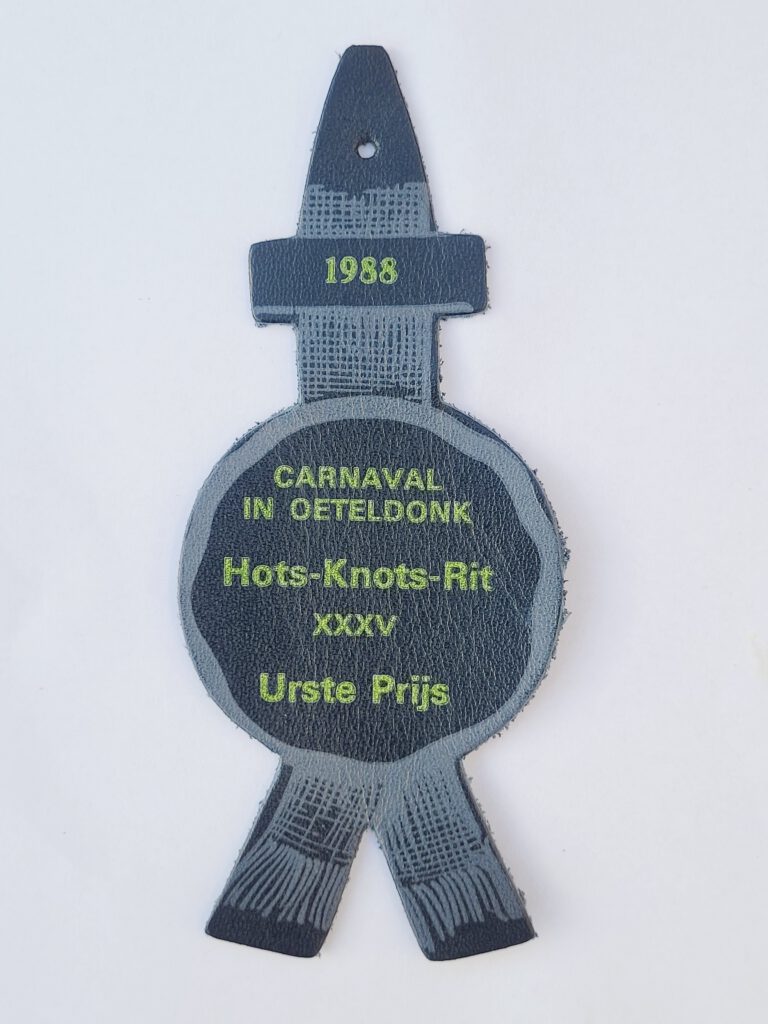 1988
CARNAVAL
IN OETELDONK
Hots-Knots-Rit
XXXV
Urste Prijs